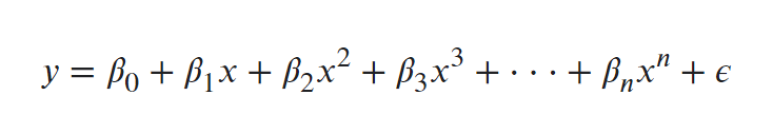 y = β₀ + β₁x + β₂x² + β₃x³ + · · · + βₙxⁿ + ϵ